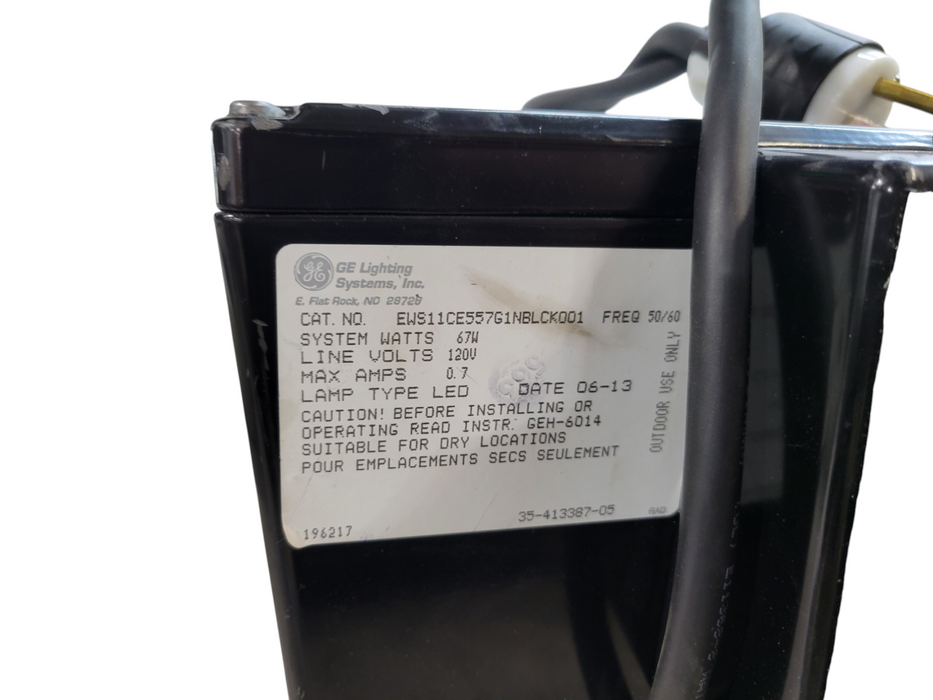 GE
GE Lighting
Systems, Inc.
E. Flat Rock, NC 28726
CAT. NO. EWS11CE557G1NBLCK001 FREQ 50/60
SYSTEM WATTS 67W
LINE VOLTS 120V
MAX AMPS 0.7
LAMP TYPE LED DATE 06-13
CAUTION! BEFORE INSTALLING OR
OPERATING READ INSTR. GEH-6014
SUITABLE FOR DRY LOCATIONS
POUR EMPLACEMENTS SECS SEULEMENT
OUTDOOR USE ONLY
35-413387-05
196217